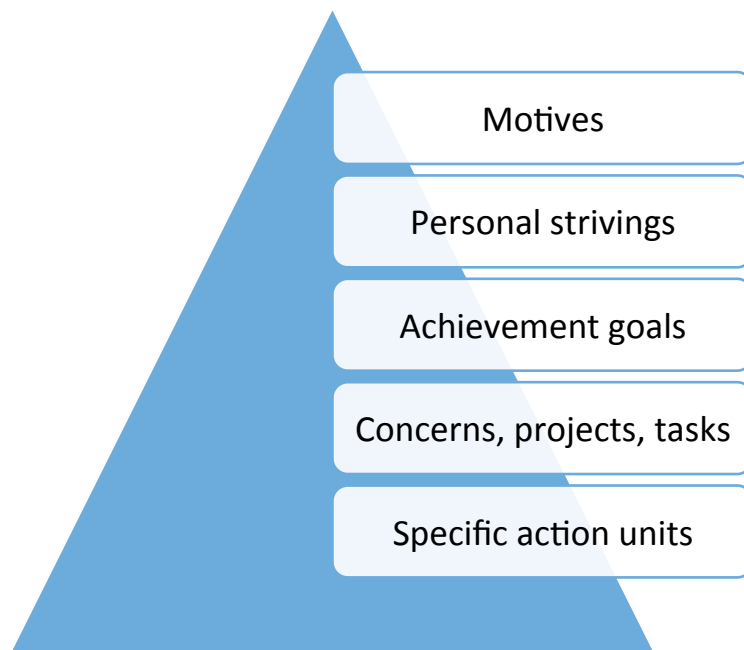 Motives
Personal strivings
Achievement goals
Concerns, projects, tasks
Specific action units